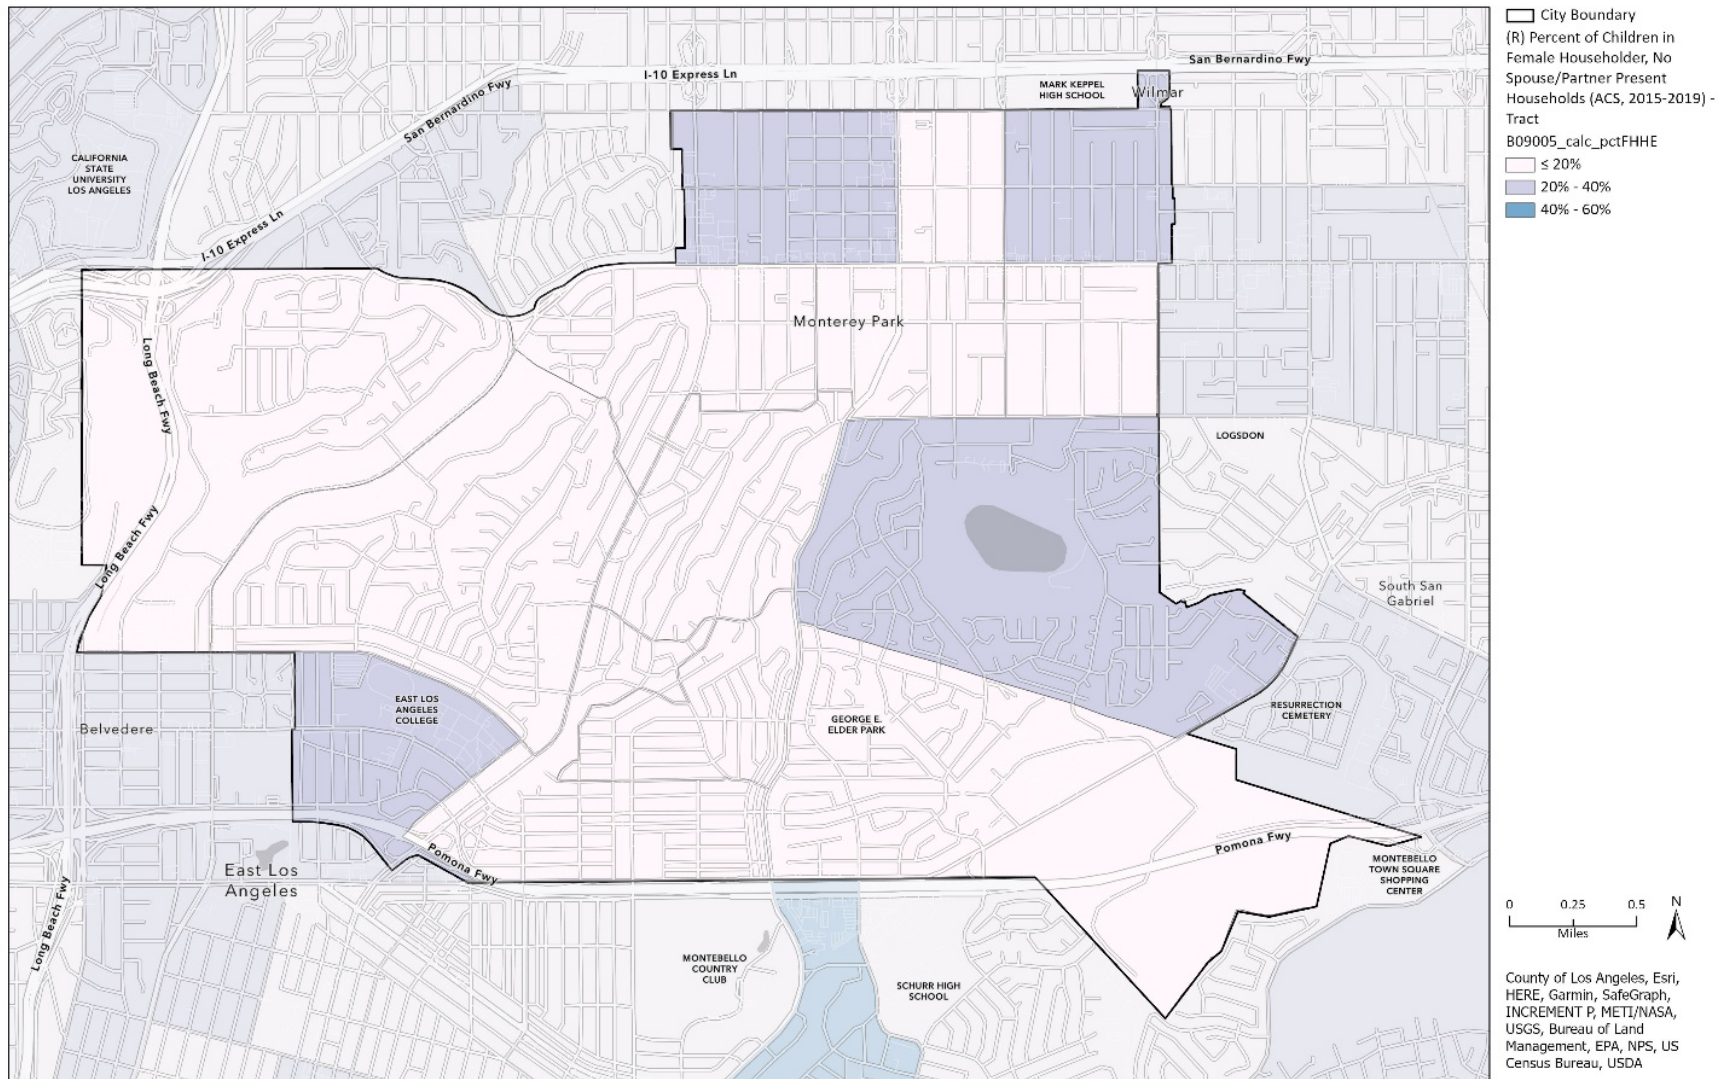 I-10 Express Ln
San Bernardino Fwy
MARK KEPPEL
HIGH SCHOOL
Wilmar
San Bernardino Fwy
CALIFORNIA
STATE
UNIVERSITY
LOS ANGELES
I-10 Express Ln
Monterey Park
Long Beach Fwy
LOGSDON
Long Beach Fwy
South San
Gabriel
EAST LOS
ANGELES
COLLEGE
Belvedere
GEORGE E.
ELDER PARK
RESURRECTION
CEMETERY
Pomona Fwy
Pomona Fwy
East Los
Angeles
MONTEBELLO
TOWN SQUARE
SHOPPING
CENTER
Long Beach Fwy
MONTEBELLO
COUNTRY
CLUB
SCHURR HIGH
SCHOOL
City Boundary
(R) Percent of Children in
Female Householder, No
Spouse/Partner Present
Households (ACS, 2015-2019) -
Tract
B09005_calc_pctFHHE
≤ 20%
20% - 40%
40% - 60%
0 0.25 0.5
Miles
N
County of Los Angeles, Esri,
HERE, Garmin, SafeGraph,
INCREMENT P, METI/NASA,
USGS, Bureau of Land
Management, EPA, NPS, US
Census Bureau, USDA